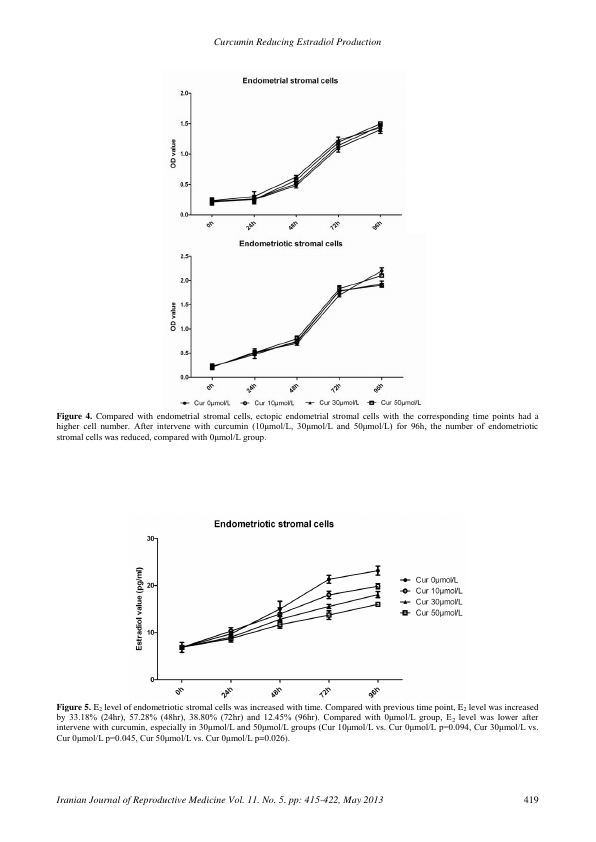 Curcumin Reducing Estradiol Production
Endometrial stromal cells
2.0
1.5
1.0
0.5
0.0
OD value
0h 24h 48h 72h 96h
Endometriotic stromal cells
2.5
2.0
1.5
1.0
0.5
0.0
OD value
0h 24h 48h 72h 96h
Cur 0μmol/L Cur 10μmol/L Cur 30μmol/L Cur 50μmol/L
Figure 4. Compared with endometrial stromal cells, ectopic endometrial stromal cells with the corresponding time points had a
higher cell number. After intervene with curcumin (10μmol/L, 30μmol/L and 50μmol/L) for 96h, the number of endometriotic
stromal cells was reduced, compared with 0μmol/L group.
Endometriotic stromal cells
30
20
10
0
Estradiol value (pg/ml)
0h 24h 48h 72h 96h
Cur 0μmol/L
Cur 10μmol/L
Cur 30μmol/L
Cur 50μmol/L
Figure 5. E₂ level of endometriotic stromal cells was increased with time. Compared with previous time point, E₂ level was increased
by 33.18% (24hr), 57.28% (48hr), 38.80% (72hr) and 12.45% (96hr). Compared with 0μmol/L group, E₂ level was lower after
intervene with curcumin, especially in 30μmol/L and 50μmol/L groups (Cur 10μmol/L vs. Cur 0μmol/L p=0.094, Cur 30μmol/L vs.
Cur 0μmol/L p=0.045, Cur 50μmol/L vs. Cur 0μmol/L p=0.026).
Iranian Journal of Reproductive Medicine Vol. 11. No. 5. pp: 415-422, May 2013 419